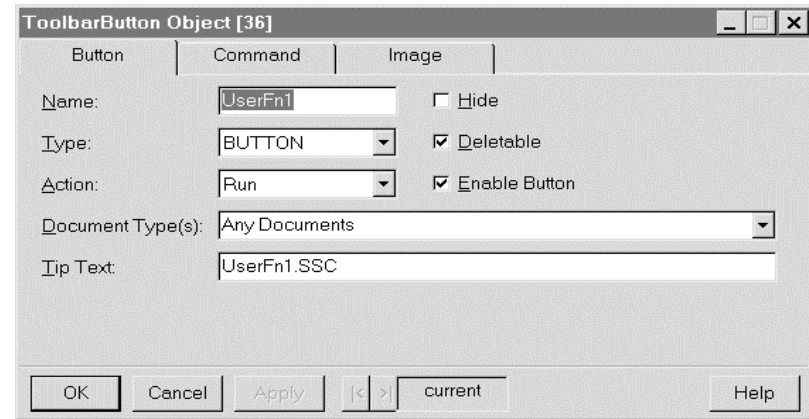 ToolbarButton Object [36]
Button Command Image
Name: UserFn1 Hide
Type: BUTTON Deletable
Action: Run Enable Button
Document Type(s): Any Documents
Tip Text: UserFn1.SSC
OK Cancel Apply |< >| current Help